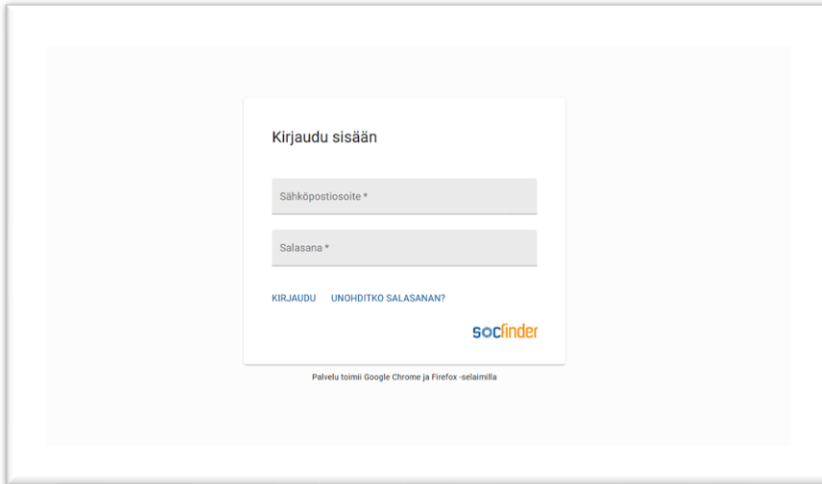 Kirjaudu sisään
Sähköpostiosoite *
Salasana *
KIRJAUDU UNOHDITKO SALASANAN?
socfinder
Palvelu toimii Google Chrome ja Firefox -selaimilla